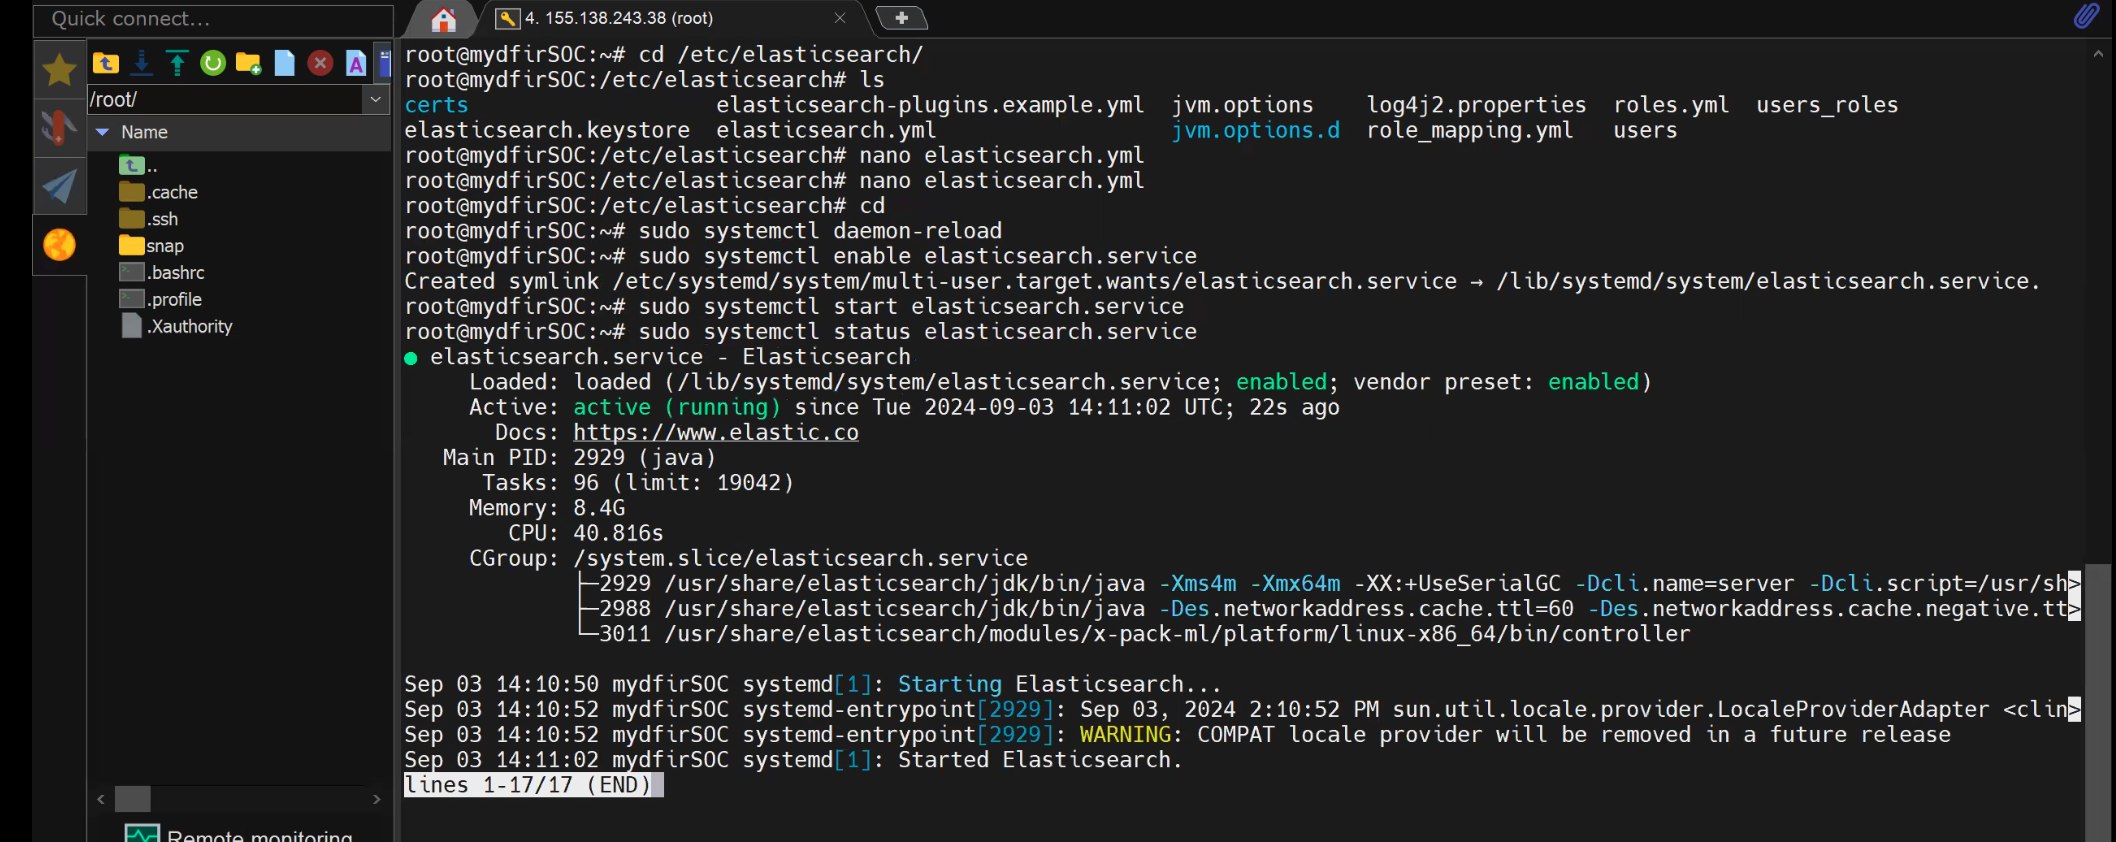 Quick connect...
4. 155.138.243.38 (root)
/root/
Name
..
.cache
.ssh
snap
.bashrc
.profile
.Xauthority
Remote monitoring
root@mydfirSOC:~# cd /etc/elasticsearch/
root@mydfirSOC:/etc/elasticsearch# ls
certs elasticsearch-plugins.example.yml jvm.options log4j2.properties roles.yml users_roles
elasticsearch.keystore elasticsearch.yml jvm.options.d role_mapping.yml users
root@mydfirSOC:/etc/elasticsearch# nano elasticsearch.yml
root@mydfirSOC:/etc/elasticsearch# nano elasticsearch.yml
root@mydfirSOC:/etc/elasticsearch# cd
root@mydfirSOC:~# sudo systemctl daemon-reload
root@mydfirSOC:~# sudo systemctl enable elasticsearch.service
Created symlink /etc/systemd/system/multi-user.target.wants/elasticsearch.service → /lib/systemd/system/elasticsearch.service.
root@mydfirSOC:~# sudo systemctl start elasticsearch.service
root@mydfirSOC:~# sudo systemctl status elasticsearch.service
● elasticsearch.service - Elasticsearch
Loaded: loaded (/lib/systemd/system/elasticsearch.service; enabled; vendor preset: enabled)
Active: active (running) since Tue 2024-09-03 14:11:02 UTC; 22s ago
Docs: https://www.elastic.co
Main PID: 2929 (java)
Tasks: 96 (limit: 19042)
Memory: 8.4G
CPU: 40.816s
CGroup: /system.slice/elasticsearch.service
├─2929 /usr/share/elasticsearch/jdk/bin/java -Xms4m -Xmx64m -XX:+UseSerialGC -Dcli.name=server -Dcli.script=/usr/sh>
├─2988 /usr/share/elasticsearch/jdk/bin/java -Des.networkaddress.cache.ttl=60 -Des.networkaddress.cache.negative.tt>
└─3011 /usr/share/elasticsearch/modules/x-pack-ml/platform/linux-x86_64/bin/controller
Sep 03 14:10:50 mydfirSOC systemd[1]: Starting Elasticsearch...
Sep 03 14:10:52 mydfirSOC systemd-entrypoint[2929]: Sep 03, 2024 2:10:52 PM sun.util.locale.provider.LocaleProviderAdapter <clin>
Sep 03 14:10:52 mydfirSOC systemd-entrypoint[2929]: WARNING: COMPAT locale provider will be removed in a future release
Sep 03 14:11:02 mydfirSOC systemd[1]: Started Elasticsearch.
lines 1-17/17 (END)